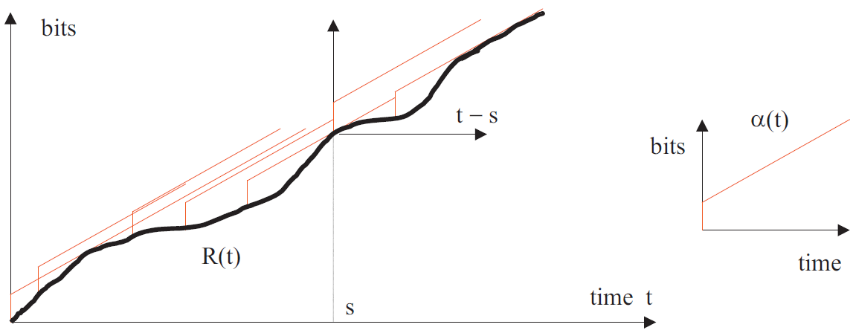 bits
t – s
α(t)
bits
R(t)
time
s
time t